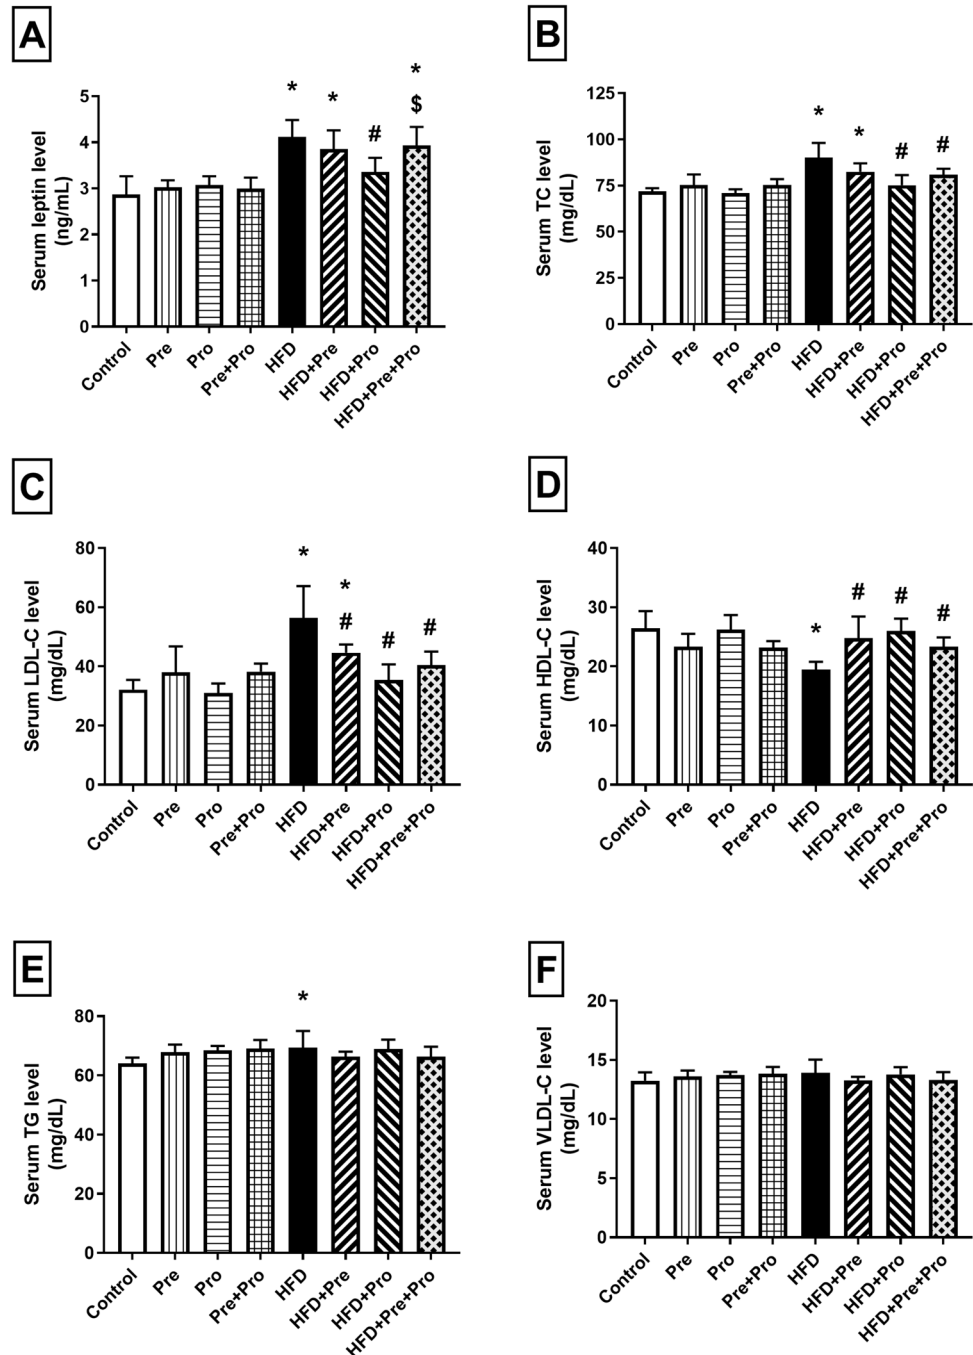 A
Serum leptin level
(ng/mL)
5
4
3
2
1
0
*
*
#
*
$
Control
Pre
Pro
Pre+Pro
HFD
HFD+Pre
HFD+Pro
HFD+Pre+Pro
B
Serum TC level
(mg/dL)
125
100
75
50
25
0
*
*
#
#
Control
Pre
Pro
Pre+Pro
HFD
HFD+Pre
HFD+Pro
HFD+Pre+Pro
C
Serum LDL-C level
(mg/dL)
80
60
40
20
0
*
*
#
#
#
Control
Pre
Pro
Pre+Pro
HFD
HFD+Pre
HFD+Pro
HFD+Pre+Pro
D
Serum HDL-C level
(mg/dL)
40
30
20
10
0
*
#
#
#
Control
Pre
Pro
Pre+Pro
HFD
HFD+Pre
HFD+Pro
HFD+Pre+Pro
E
Serum TG level
(mg/dL)
80
60
40
20
0
*
Control
Pre
Pro
Pre+Pro
HFD
HFD+Pre
HFD+Pro
HFD+Pre+Pro
F
Serum VLDL-C level
(mg/dL)
20
15
10
5
0
Control
Pre
Pro
Pre+Pro
HFD
HFD+Pre
HFD+Pro
HFD+Pre+Pro